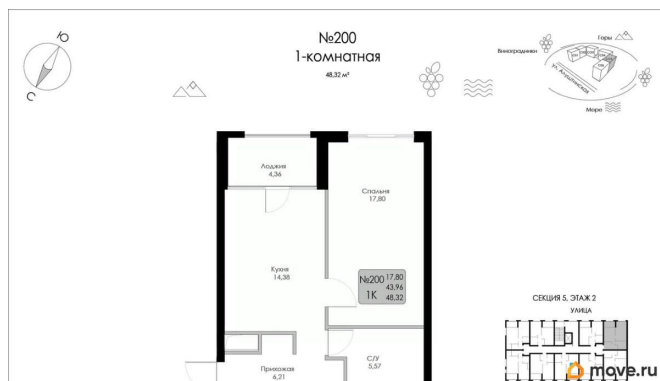 №200
1-комнатная
48,32 м²
Ю
С
Горы
Виноградники
ул. Алуштинская
Море
Лоджия
4,36
Спальня
17,80
Кухня
14,38
№200 17,80
1К 43,96
48,32
Прихожая
6,21
С/У
5,57
СЕКЦИЯ 5, ЭТАЖ 2
УЛИЦА
move.ru